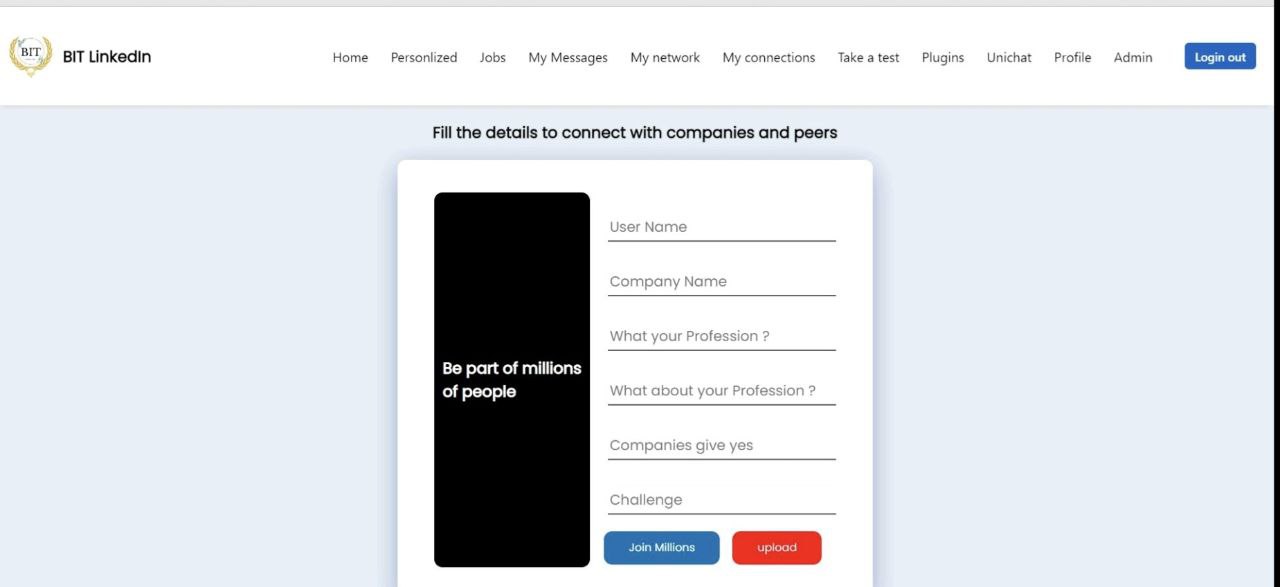 BIT
BIT LinkedIn
Home Personlized Jobs My Messages My network My connections Take a test Plugins Unichat Profile Admin Login out
Fill the details to connect with companies and peers
Be part of millions
of people
User Name
Company Name
What your Profession ?
What about your Profession ?
Companies give yes
Challenge
Join Millions upload